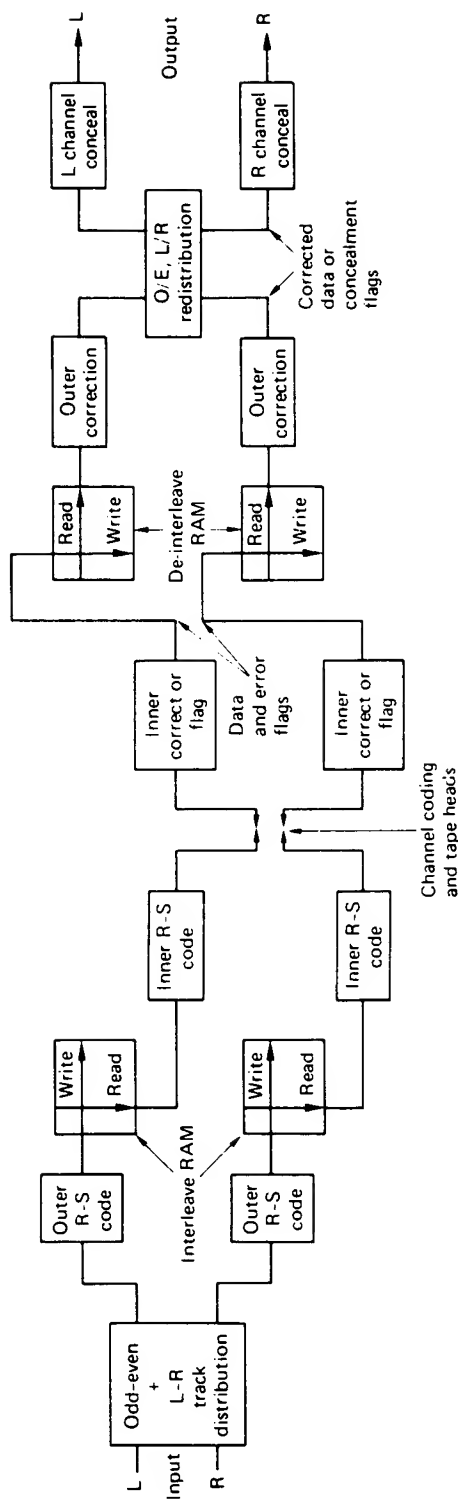 L
Input
R
Odd-even
+
L-R
track
distribution
Outer
R-S
code
Outer
R-S
code
Interleave RAM
Write
Read
Write
Read
Inner R-S
code
Inner R-S
code
Channel coding
and tape heads
Inner
correct or
flag
Inner
correct or
flag
Data
and error
flags
De-interleave
RAM
Read
Write
Read
Write
Outer
correction
Outer
correction
O/E, L/R
redistribution
Corrected
data or
concealment
flags
L channel
conceal
R channel
conceal
L
Output
R